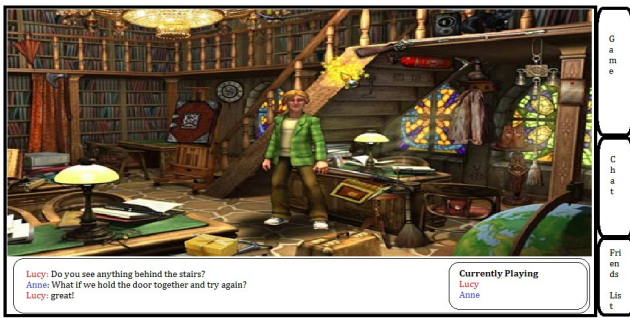 Lucy: Do you see anything behind the stairs?
Anne: What if we hold the door together and try again?
Lucy: great!
Currently Playing
Lucy
Anne
G
a
m
e
C
h
a
t
Fri
en
ds
Lis
t